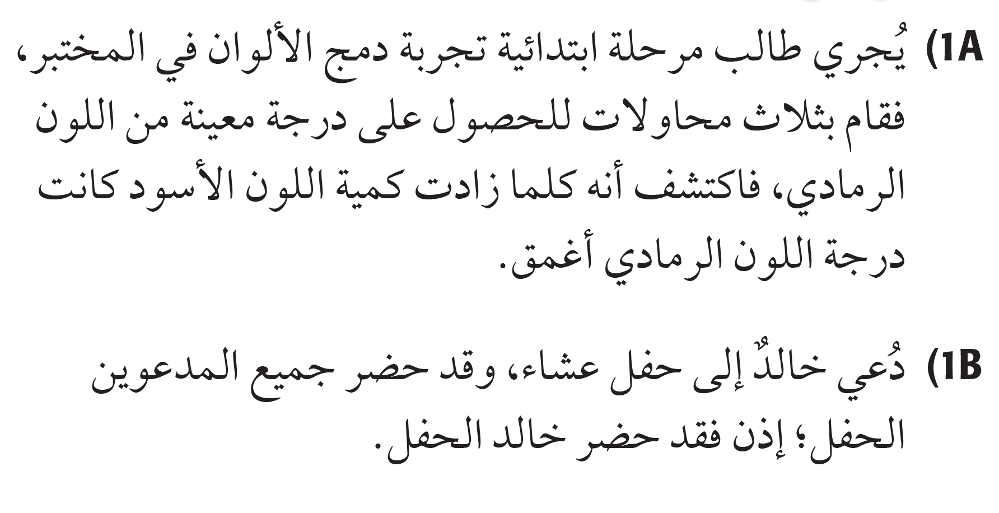 (1A يُجري طالب مرحلة ابتدائية تجربة دمج الألوان في المختبر،
فقام بثلاث محاولات للحصول على درجة معينة من اللون
الرمادي، فاكتشف أنه كلما زادت كمية اللون الأسود كانت
درجة اللون الرمادي أغمق.
(1B دُعي خالدٌ إلى حفل عشاء، وقد حضر جميع المدعوين
الحفل؛ إذن فقد حضر خالد الحفل.